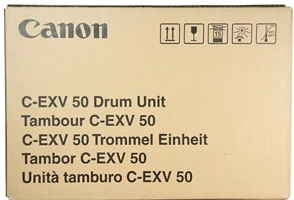 Canon
C-EXV 50 Drum Unit
Tambour C-EXV 50
C-EXV 50 Trommel Einheit
Tambor C-EXV 50
Unità tamburo C-EXV 50